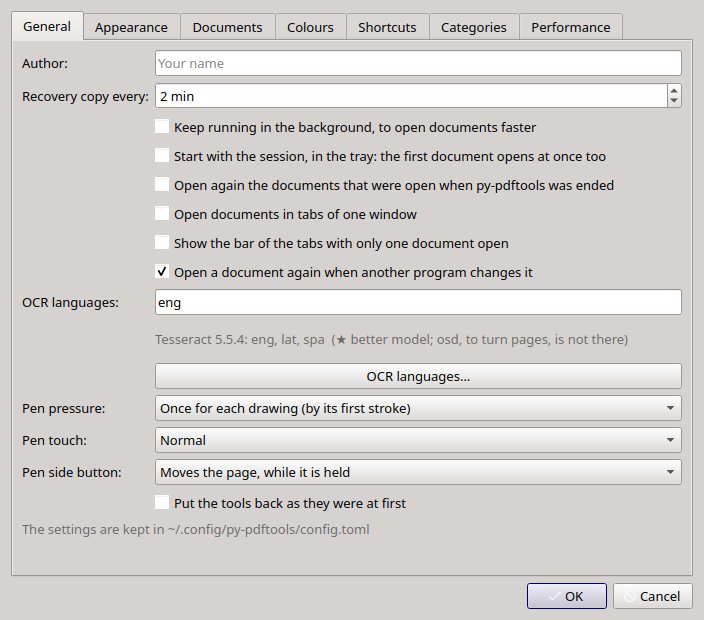 General Appearance Documents Colours Shortcuts Categories Performance
Author: Your name
Recovery copy every: 2 min
Keep running in the background, to open documents faster
Start with the session, in the tray: the first document opens at once too
Open again the documents that were open when py-pdftools was ended
Open documents in tabs of one window
Show the bar of the tabs with only one document open
Open a document again when another program changes it
OCR languages: eng
Tesseract 5.5.4: eng, lat, spa (★ better model; osd, to turn pages, is not there)
OCR languages...
Pen pressure: Once for each drawing (by its first stroke)
Pen touch: Normal
Pen side button: Moves the page, while it is held
Put the tools back as they were at first
The settings are kept in ~/.config/py-pdftools/config.toml
OK Cancel